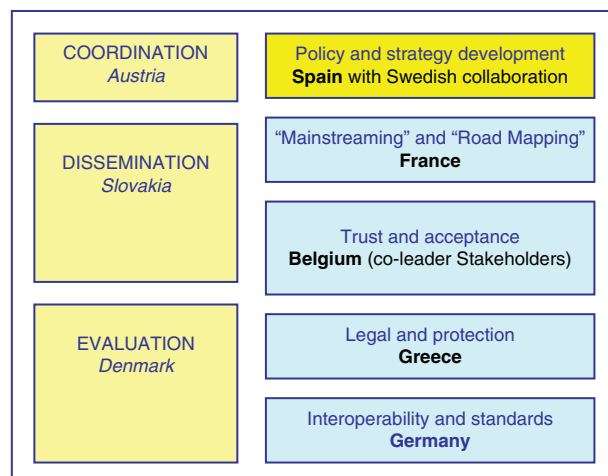 COORDINATION
Austria
DISSEMINATION
Slovakia
EVALUATION
Denmark
Policy and strategy development
Spain with Swedish collaboration
“Mainstreaming” and “Road Mapping”
France
Trust and acceptance
Belgium (co-leader Stakeholders)
Legal and protection
Greece
Interoperability and standards
Germany